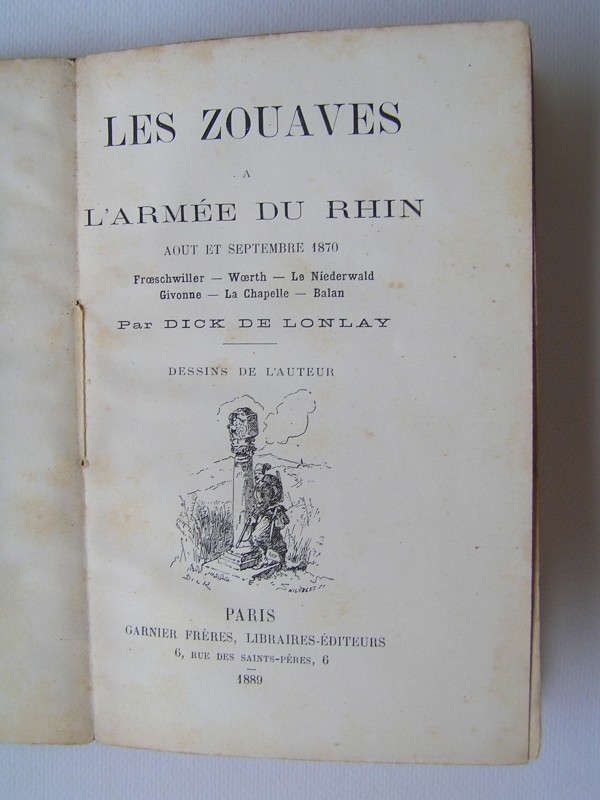 LES ZOUAVES
A
L'ARMÉE DU RHIN
AOUT ET SEPTEMBRE 1870
Frœschwiller — Wœrth — Le Niederwald
Givonne — La Chapelle — Balan
Par DICK DE LONLAY
DESSINS DE L'AUTEUR
DICK
PARIS
GARNIER FRÈRES, LIBRAIRES-ÉDITEURS
6, RUE DES SAINTS-PÈRES, 6
1889